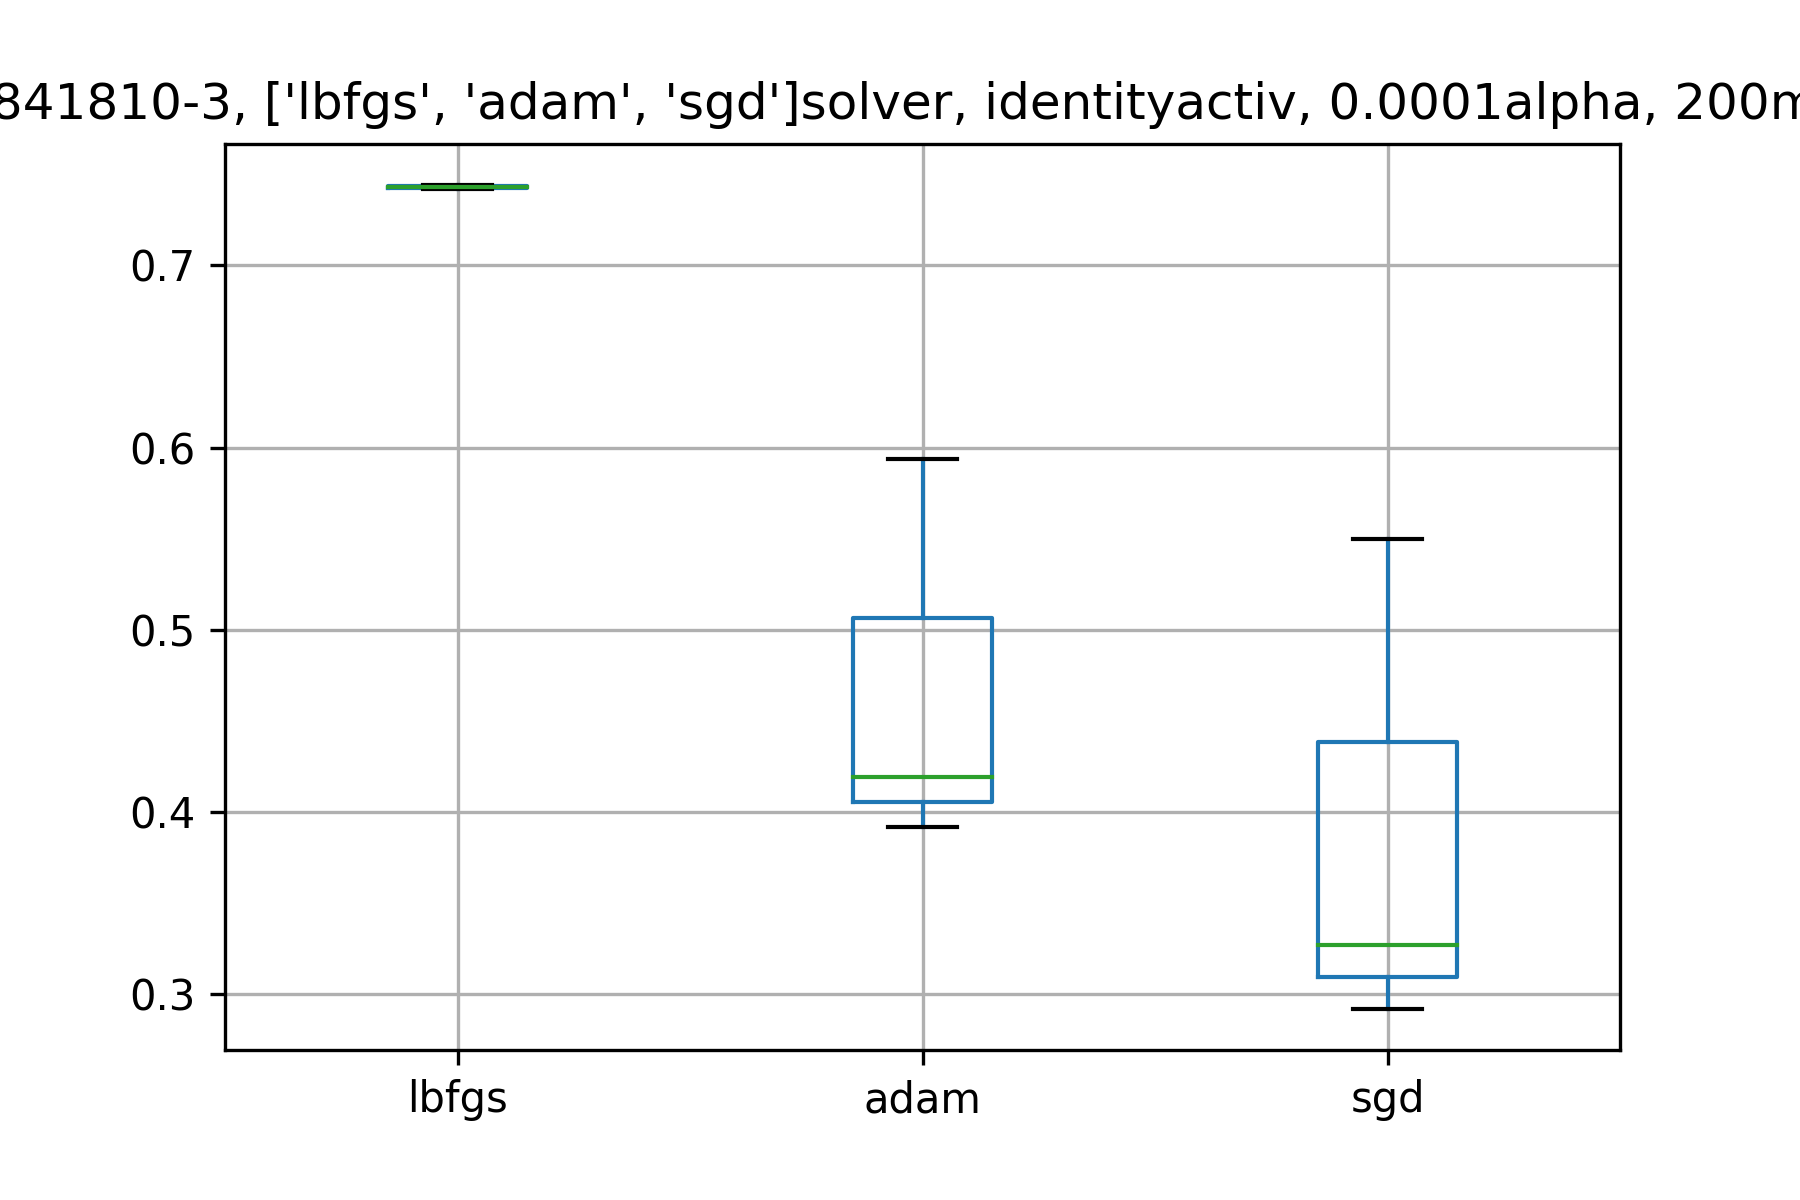 841810-3, ['lbfgs', 'adam', 'sgd']solver, identityactiv, 0.0001alpha, 200m
0.7
0.6
0.5
0.4
0.3
lbfgs adam sgd